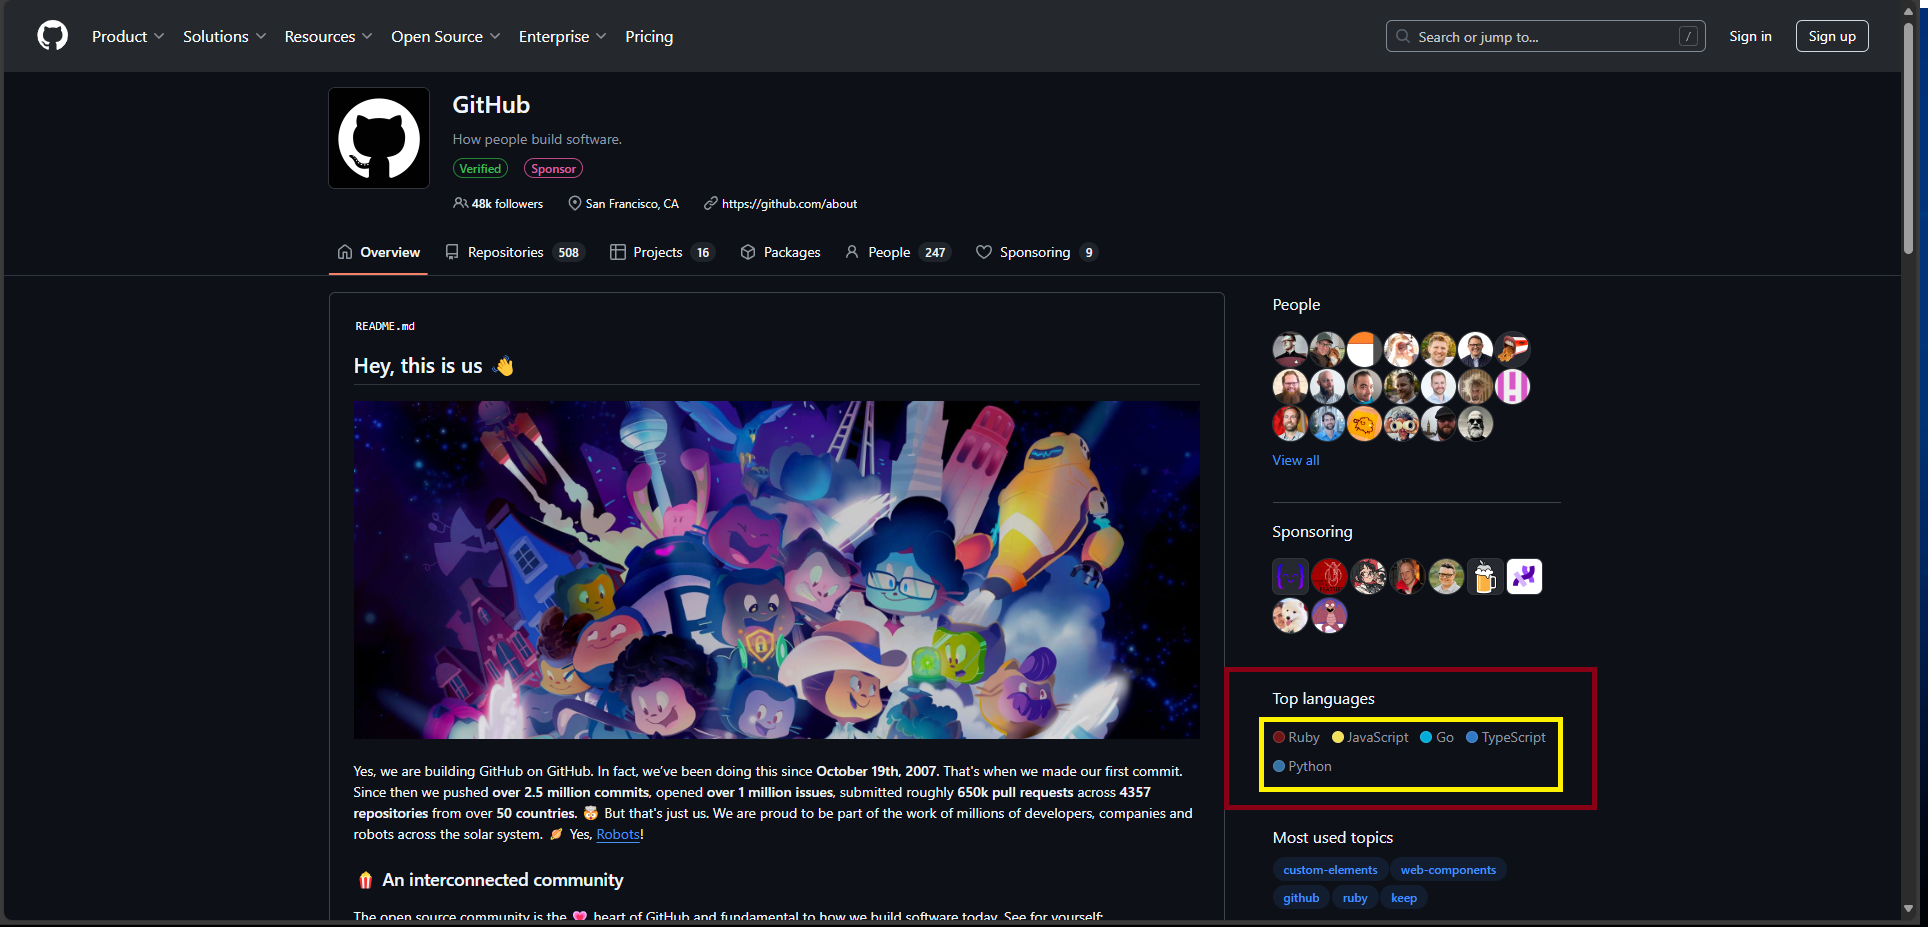 Product Solutions Resources Open Source Enterprise Pricing Search or jump to... / Sign in Sign up
GitHub
How people build software.
Verified Sponsor
48k followers San Francisco, CA https://github.com/about
Overview Repositories 508 Projects 16 Packages People 247 Sponsoring 9
README.md
Hey, this is us 👋
Yes, we are building GitHub on GitHub. In fact, we’ve been doing this since October 19th, 2007. That's when we made our first commit.
Since then we pushed over 2.5 million commits, opened over 1 million issues, submitted roughly 650k pull requests across 4357
repositories from over 50 countries. 🤯 But that's just us. We are proud to be part of the work of millions of developers, companies and
robots across the solar system. 🪐 Yes, Robots!
🍿 An interconnected community
The open source community is the 💖 heart of GitHub and fundamental to how we build software today. See for yourself:
People
View all
Sponsoring
Top languages
Ruby JavaScript Go TypeScript
Python
Most used topics
custom-elements web-components
github ruby keep